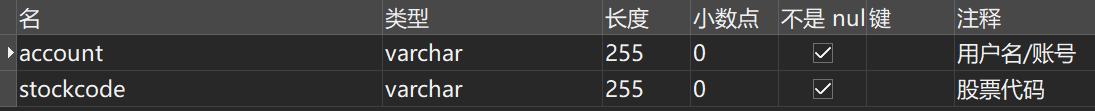 名 类型 长度 小数点 不是 nul 键 注释
account varchar 255 0 用户名/账号
stockcode varchar 255 0 股票代码